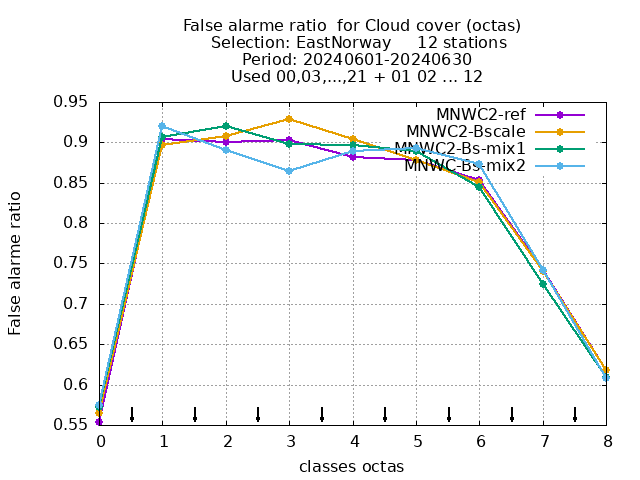 False alarme ratio  for Cloud cover (octas)
Selection: EastNorway     12 stations
Period: 20240601-20240630
Used 00,03,...,21 + 01 02 ... 12
MNWC2-ref
MNWC2-Bscale
MNWC2-Bs-mix1
MNWC-Bs-mix2
False alarme ratio
0.95
0.9
0.85
0.8
0.75
0.7
0.65
0.6
0.55
0 1 2 3 4 5 6 7 8
classes octas